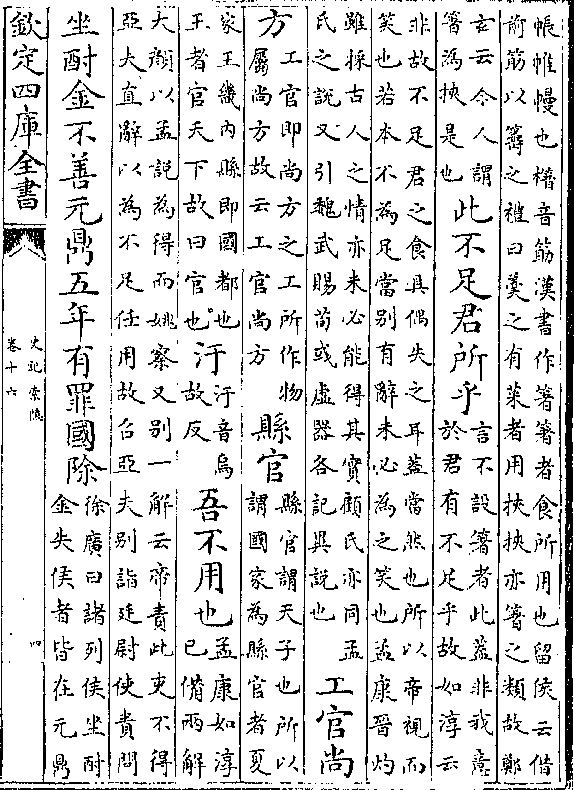 帳帷幔也櫡音筯漢書作箸箸者食所用也留侯云借
前筯以籌之禮曰羮之有菜者用挾挾亦箸之類故鄭
玄云今人謂
箸為挾是也
此不足君所乎
言不設箸者此蓋非我意
於君有不足乎故如淳云
非故不足君之食具偶失之耳蓋當然也所以帝視而
笑也若本不為足當别有辭未必為之笑也孟康晉灼
雖探古人之情亦未必能得其實顧氏亦同孟
氏之說又引魏武賜荀彧虛器各記異說也
工官尚
方
工官即尚方之工所作物
屬尚方故云工官尚方
縣官
縣官謂天子也所以
謂國家為縣官者夏
家王幾内縣即國都也
王者官天下故曰官也
汙
汙音烏
故反
吾不用也
孟康如淳
已備兩解
大顔以孟說為得而姚察又别一解云帝責此吏不得
亞夫直辭以為不足任用故召亞夫别詣廷尉使責問
坐酎金不善元鼎五年有罪國除
徐廣曰諸列侯坐酎
金失侯者皆在元鼎
欽定四庫全書
史記索隱
卷十六
四